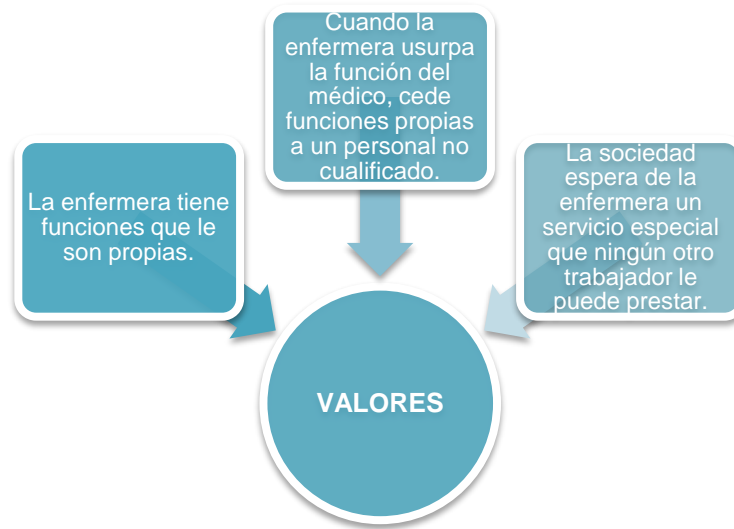 Cuando la
enfermera usurpa
la función del
médico, cede
funciones propias
a un personal no
cualificado.
La enfermera tiene
funciones que le
son propias.
La sociedad
espera de la
enfermera un
servicio especial
que ningún otro
trabajador le
puede prestar.
VALORES